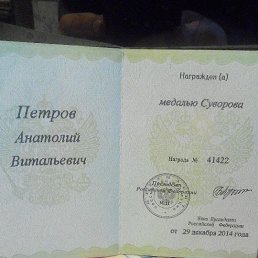 Петров
Анатолий
Витальевич
Награжден (а)
медалью Суворова
Награда № 41422
Президент
Российской Федерации
М.П.
Указ Президента
Российской Федерации
от 29 декабря 2014 года